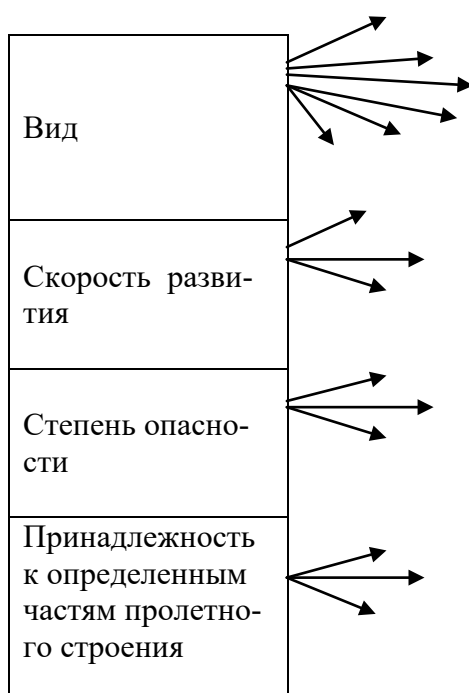 Вид
Скорость разви-
тия
Степень опасно-
сти
Принадлежность
к определенным
частям пролетно-
го строения